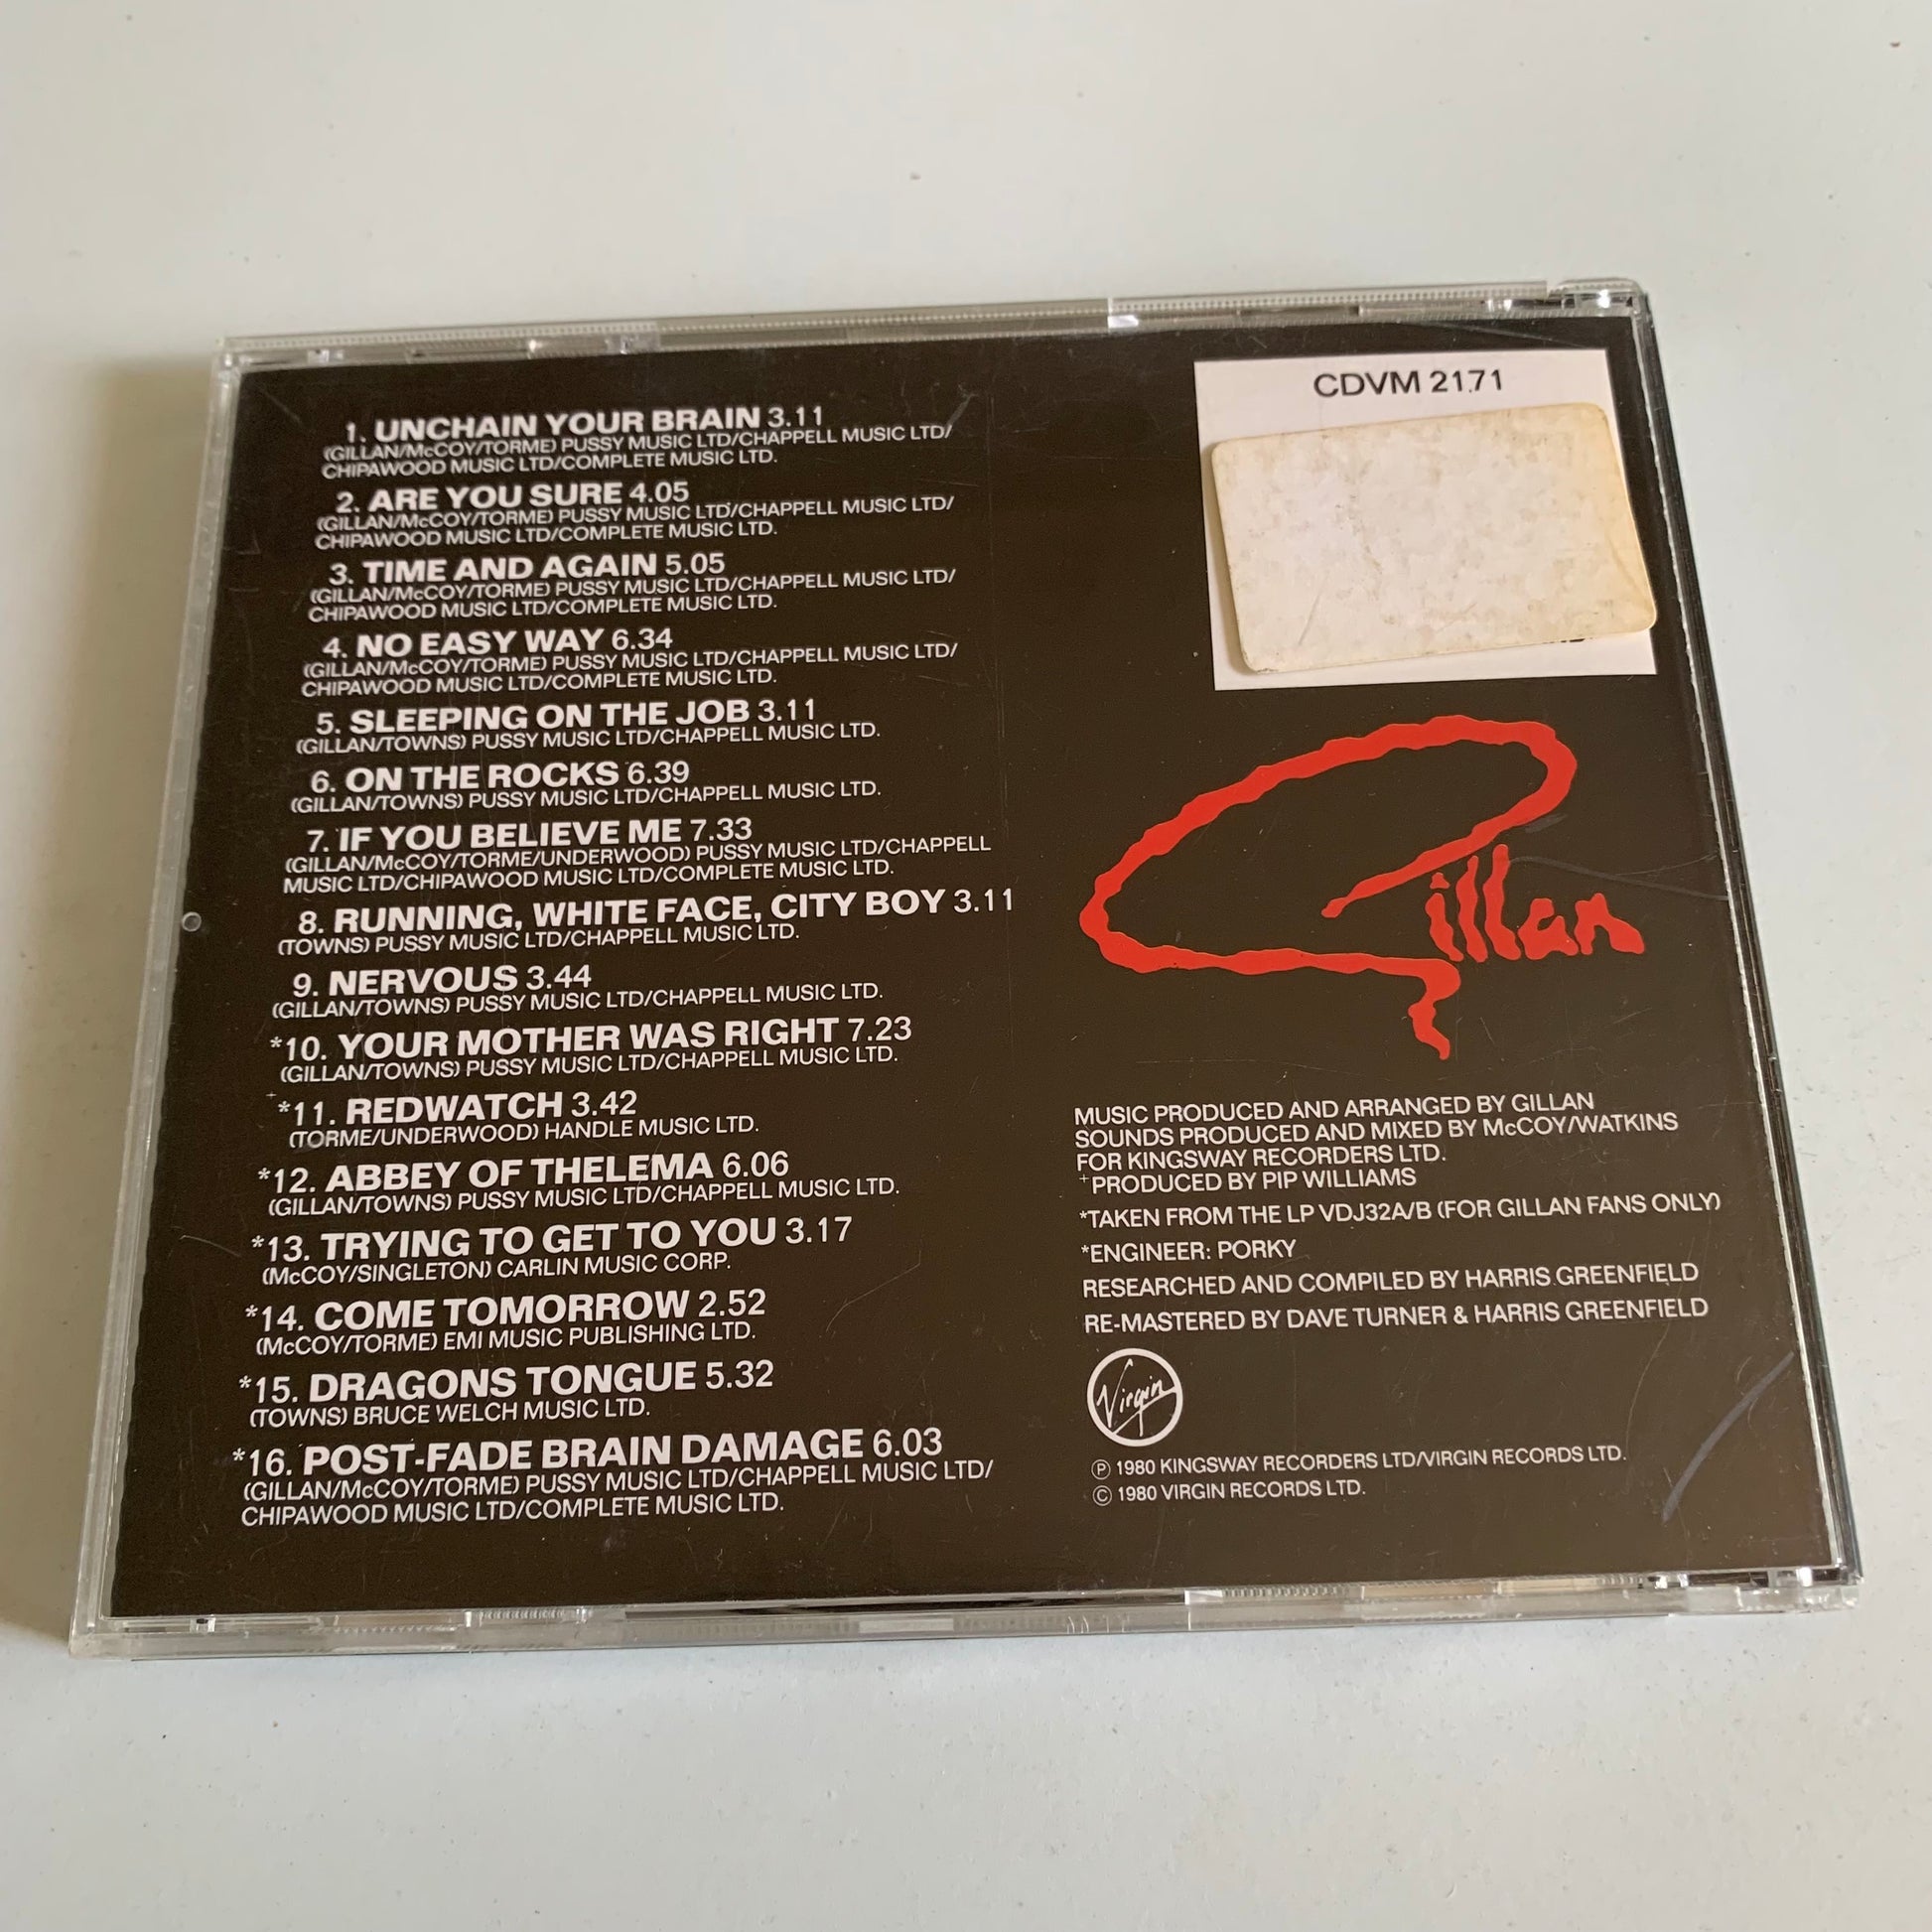 1. UNCHAIN YOUR BRAIN 3.11
(GILLAN/McCOY/TORME) PUSSY MUSIC LTD/CHAPPELL MUSIC LTD/
CHIPAWOOD MUSIC LTD/COMPLETE MUSIC LTD.
2. ARE YOU SURE 4.05
(GILLAN/McCOY/TORME) PUSSY MUSIC LTD/CHAPPELL MUSIC LTD/
CHIPAWOOD MUSIC LTD/COMPLETE MUSIC LTD.
3. TIME AND AGAIN 5.05
(GILLAN/McCOY/TORME) PUSSY MUSIC LTD/CHAPPELL MUSIC LTD/
CHIPAWOOD MUSIC LTD/COMPLETE MUSIC LTD.
4. NO EASY WAY 6.34
(GILLAN/McCOY/TORME) PUSSY MUSIC LTD/CHAPPELL MUSIC LTD/
CHIPAWOOD MUSIC LTD/COMPLETE MUSIC LTD.
5. SLEEPING ON THE JOB 3.11
(GILLAN/TOWNS) PUSSY MUSIC LTD/CHAPPELL MUSIC LTD.
6. ON THE ROCKS 6.39
(GILLAN/TOWNS) PUSSY MUSIC LTD/CHAPPELL MUSIC LTD.
7. IF YOU BELIEVE ME 7.33
(GILLAN/McCOY/TORME/UNDERWOOD) PUSSY MUSIC LTD/CHAPPELL
MUSIC LTD/CHIPAWOOD MUSIC LTD/COMPLETE MUSIC LTD.
8. RUNNING, WHITE FACE, CITY BOY 3.11
(TOWNS) PUSSY MUSIC LTD/CHAPPELL MUSIC LTD.
9. NERVOUS 3.44
(GILLAN/TOWNS) PUSSY MUSIC LTD/CHAPPELL MUSIC LTD.
*10. YOUR MOTHER WAS RIGHT 7.23
(GILLAN/TOWNS) PUSSY MUSIC LTD/CHAPPELL MUSIC LTD.
+*11. REDWATCH 3.42
(TORME/UNDERWOOD) HANDLE MUSIC LTD.
*12. ABBEY OF THELEMA 6.06
(GILLAN/TOWNS) PUSSY MUSIC LTD/CHAPPELL MUSIC LTD.
*13. TRYING TO GET TO YOU 3.17
(McCOY/SINGLETON) CARLIN MUSIC CORP.
*14. COME TOMORROW 2.52
(McCOY/TORME) EMI MUSIC PUBLISHING LTD.
*15. DRAGONS TONGUE 5.32
(TOWNS) BRUCE WELCH MUSIC LTD.
*16. POST-FADE BRAIN DAMAGE 6.03
(GILLAN/McCOY/TORME) PUSSY MUSIC LTD/CHAPPELL MUSIC LTD/
CHIPAWOOD MUSIC LTD/COMPLETE MUSIC LTD.
CDVM 2171
Gillan
MUSIC PRODUCED AND ARRANGED BY GILLAN
SOUNDS PRODUCED AND MIXED BY McCOY/WATKINS
FOR KINGSWAY RECORDERS LTD.
+PRODUCED BY PIP WILLIAMS
*TAKEN FROM THE LP VDJ32A/B (FOR GILLAN FANS ONLY)
*ENGINEER: PORKY
RESEARCHED AND COMPILED BY HARRIS GREENFIELD
RE-MASTERED BY DAVE TURNER & HARRIS GREENFIELD
Virgin
Ⓟ 1980 KINGSWAY RECORDERS LTD/VIRGIN RECORDS LTD.
© 1980 VIRGIN RECORDS LTD.